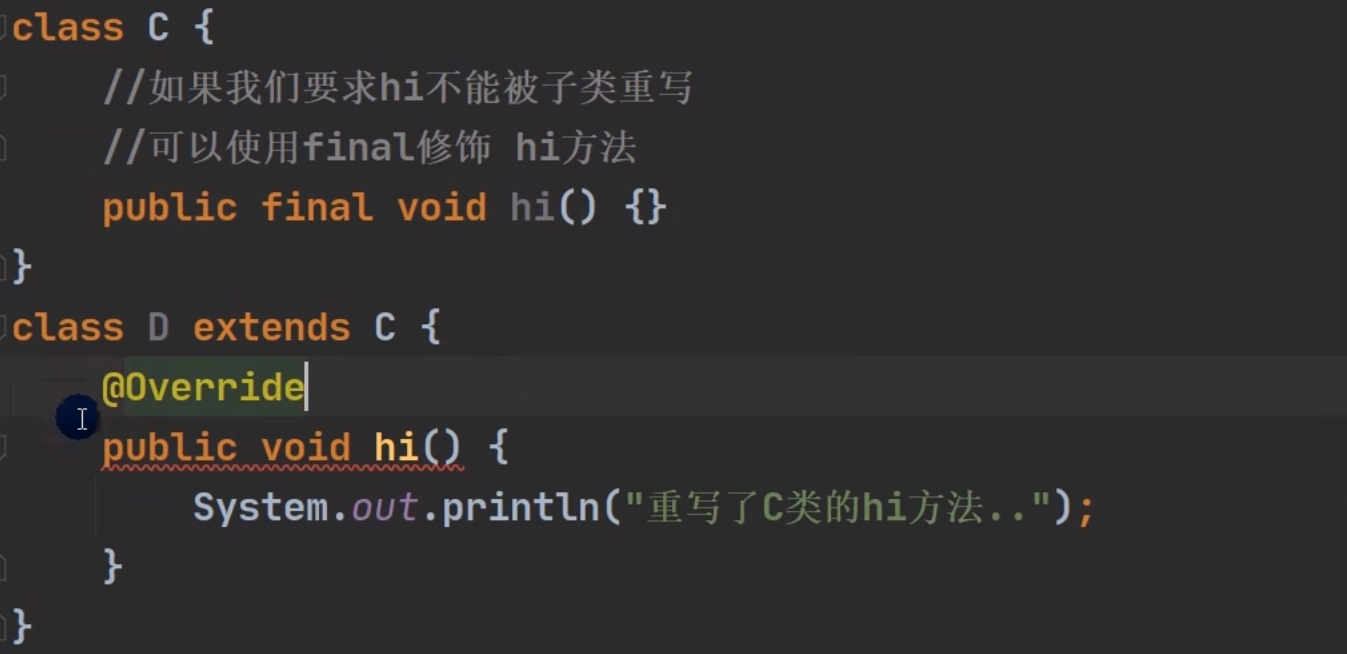 class C {
    //如果我们要求hi不能被子类重写
    //可以使用final修饰 hi方法
    public final void hi() {}
}
class D extends C {
    @Override
    public void hi() {
        System.out.println("重写了C类的hi方法..");
    }
}